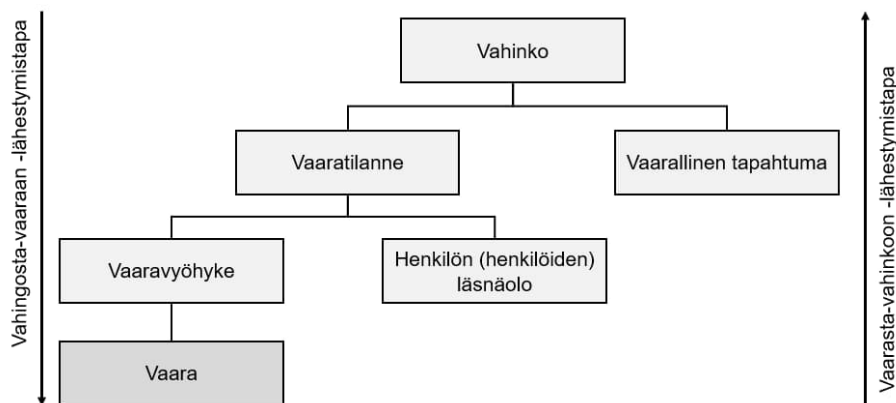 Vahingosta-vaaraan -lähestymistapa
Vahinko
Vaaratilanne
Vaarallinen tapahtuma
Vaaravyöhyke
Henkilön (henkilöiden)
läsnäolo
Vaara
Vaarasta-vahinkoon -lähestymistapa